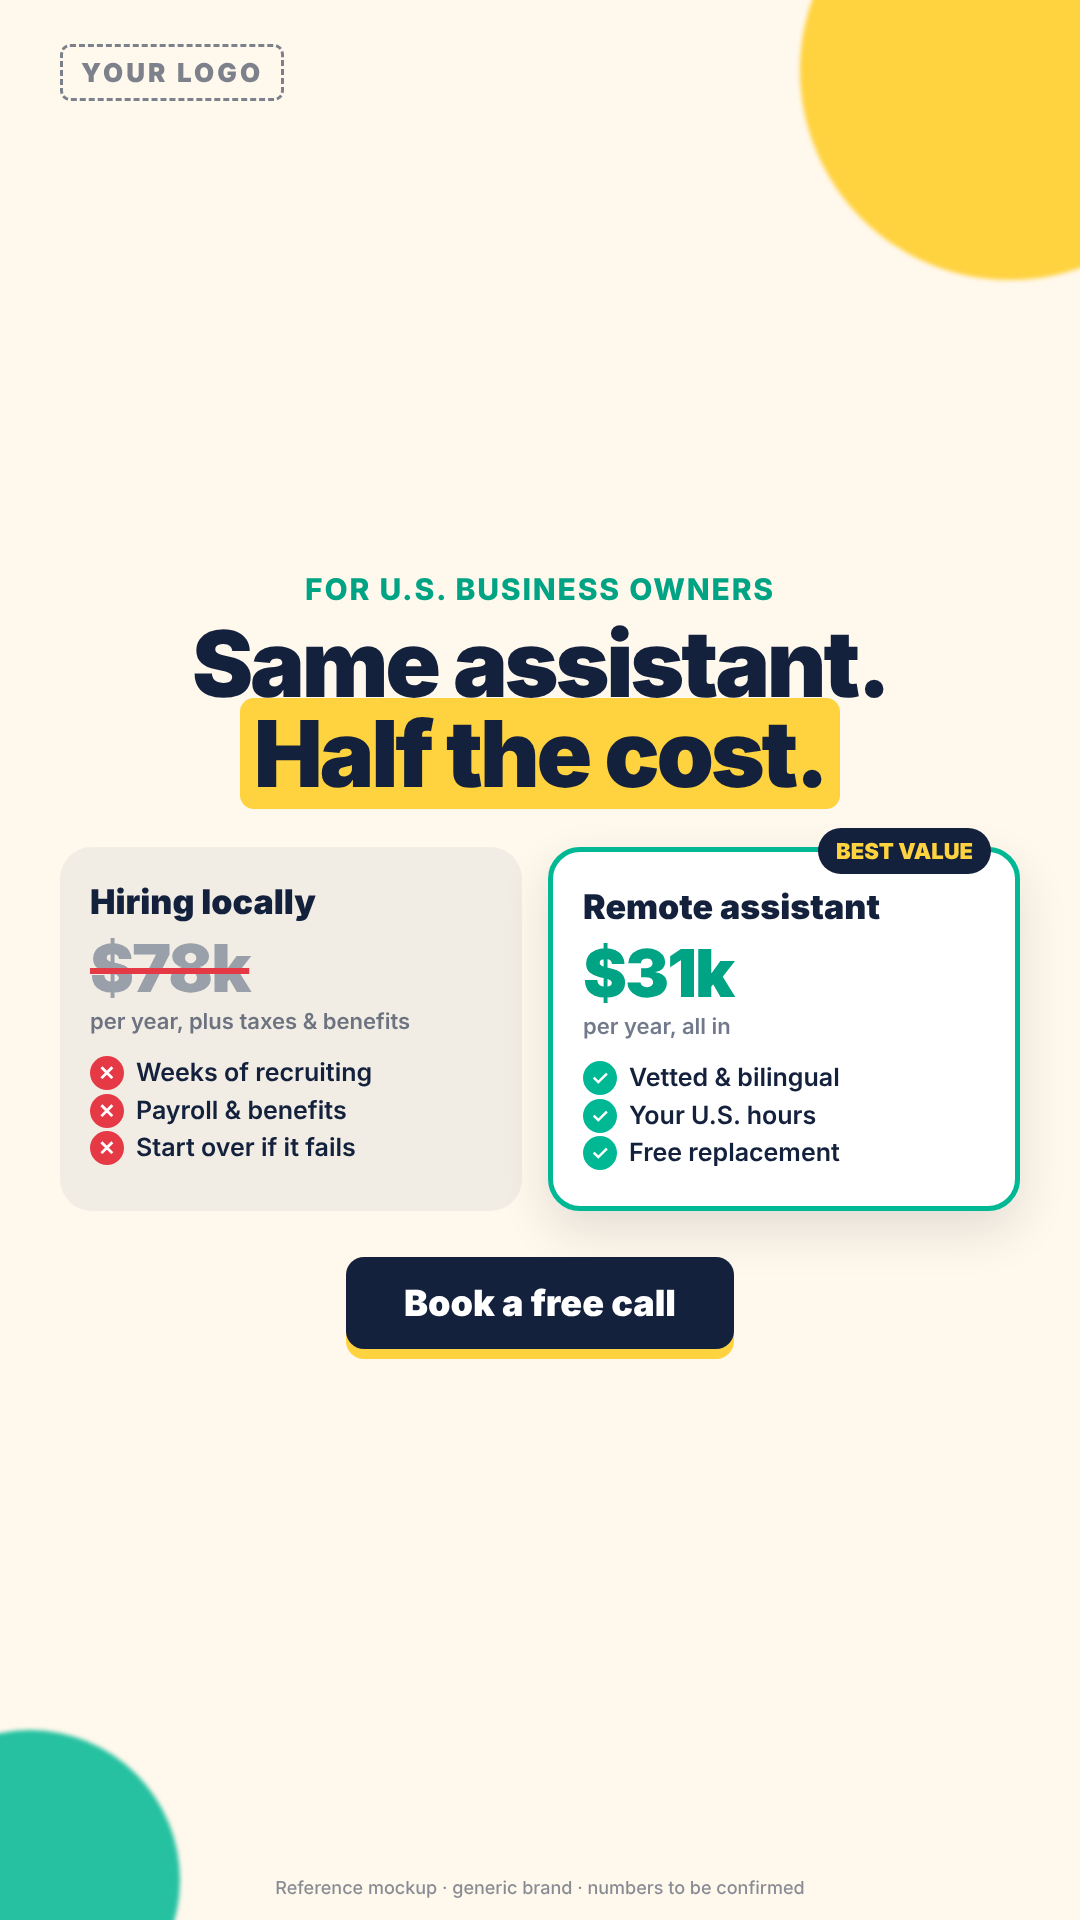 YOUR LOGO
FOR U.S. BUSINESS OWNERS
Same assistant.
Half the cost.
Hiring locally
$78k
per year, plus taxes & benefits
Weeks of recruiting
Payroll & benefits
Start over if it fails
BEST VALUE
Remote assistant
$31k
per year, all in
Vetted & bilingual
Your U.S. hours
Free replacement
Book a free call
Reference mockup · generic brand · numbers to be confirmed